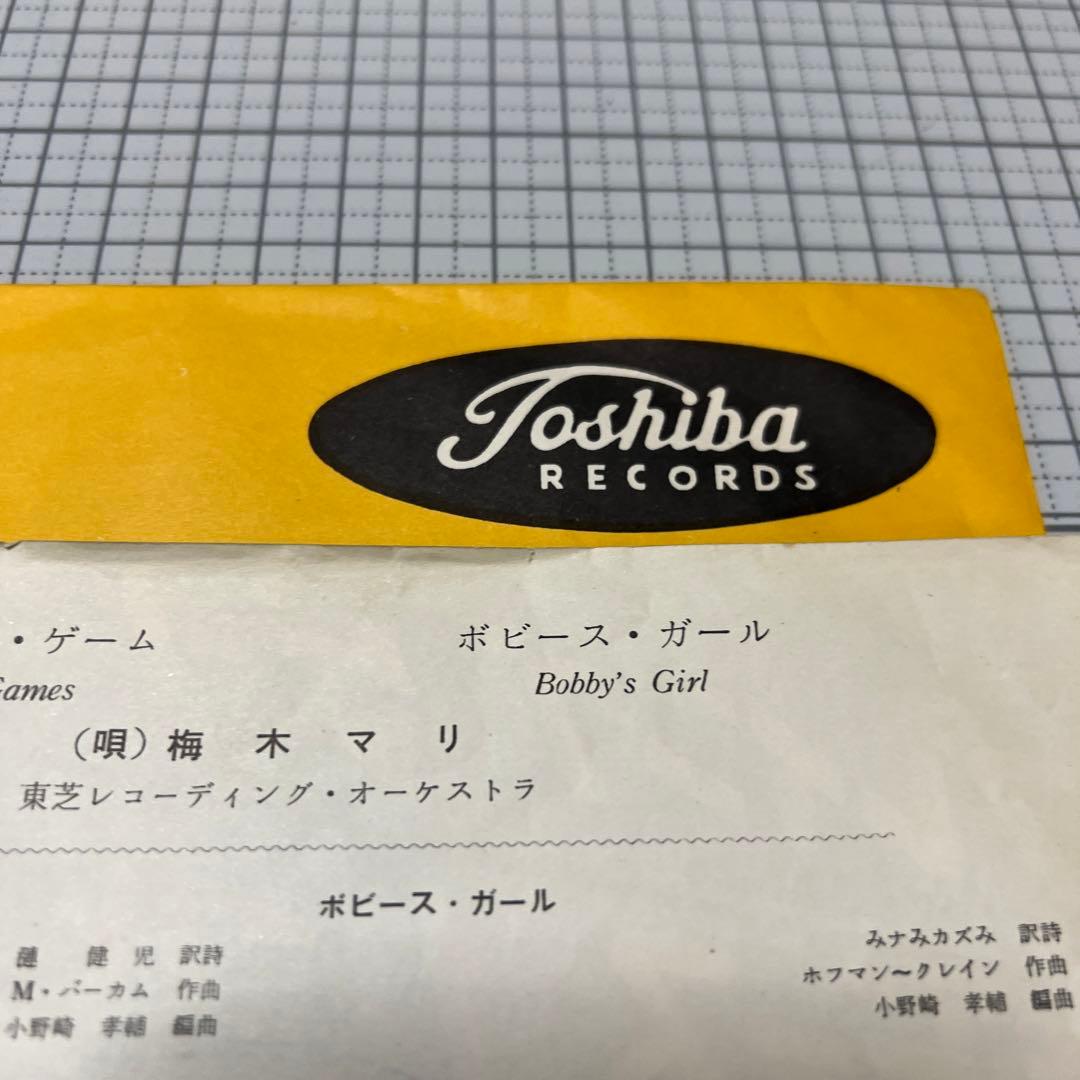 Toshiba
RECORDS
・ゲーム
ボビース・ガール
Games
Bobby's Girl
(唄) 梅木マリ
東芝レコーディング・オーケストラ
ボビース・ガール
漣 健児 訳詩
M・バーカム 作曲
小野崎 孝輔 編曲
みナみカズみ 訳詩
ホフマン〜クレイン 作曲
小野崎 孝輔 編曲